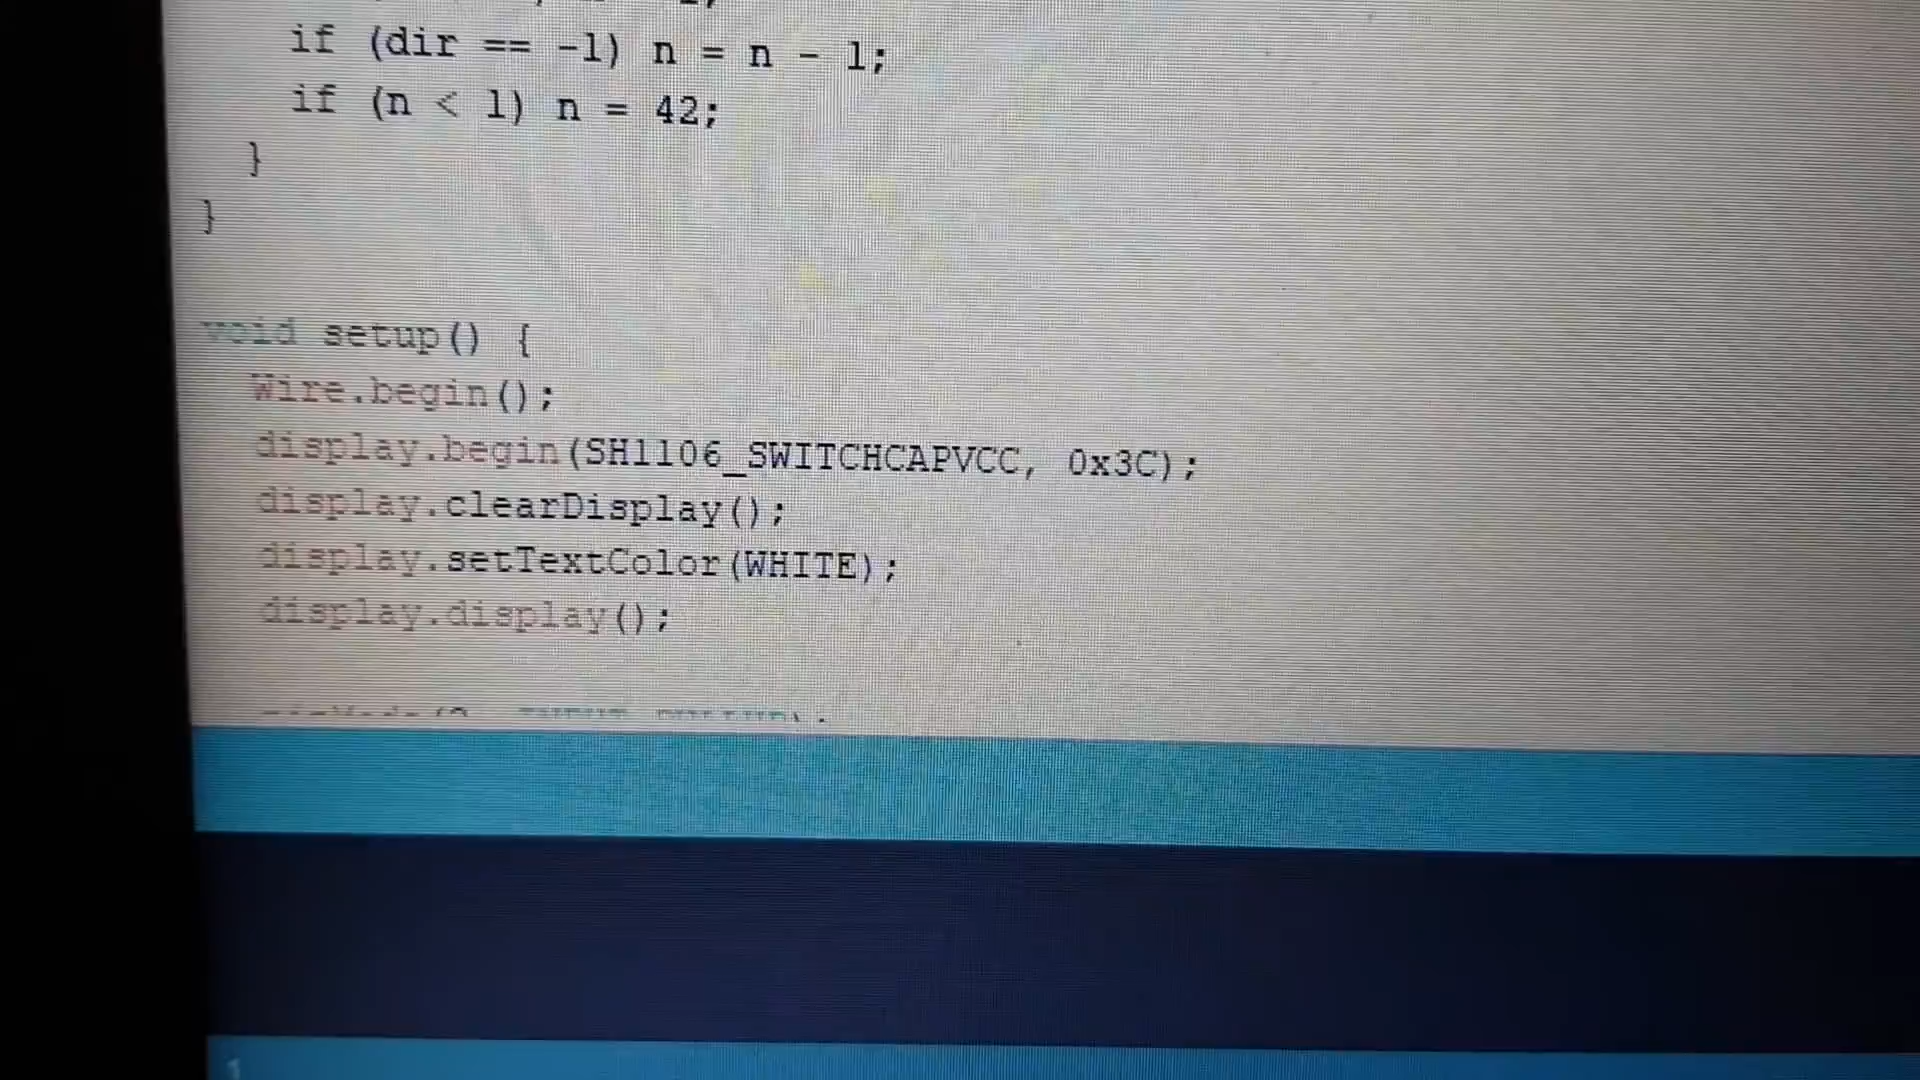 if (dir == -1) n = n - 1;
if (n < 1) n = 42;
}
}
void setup() {
Wire.begin();
display.begin(SH1106_SWITCHCAPVCC, 0x3C);
display.clearDisplay();
display.setTextColor(WHITE);
display.display();
1